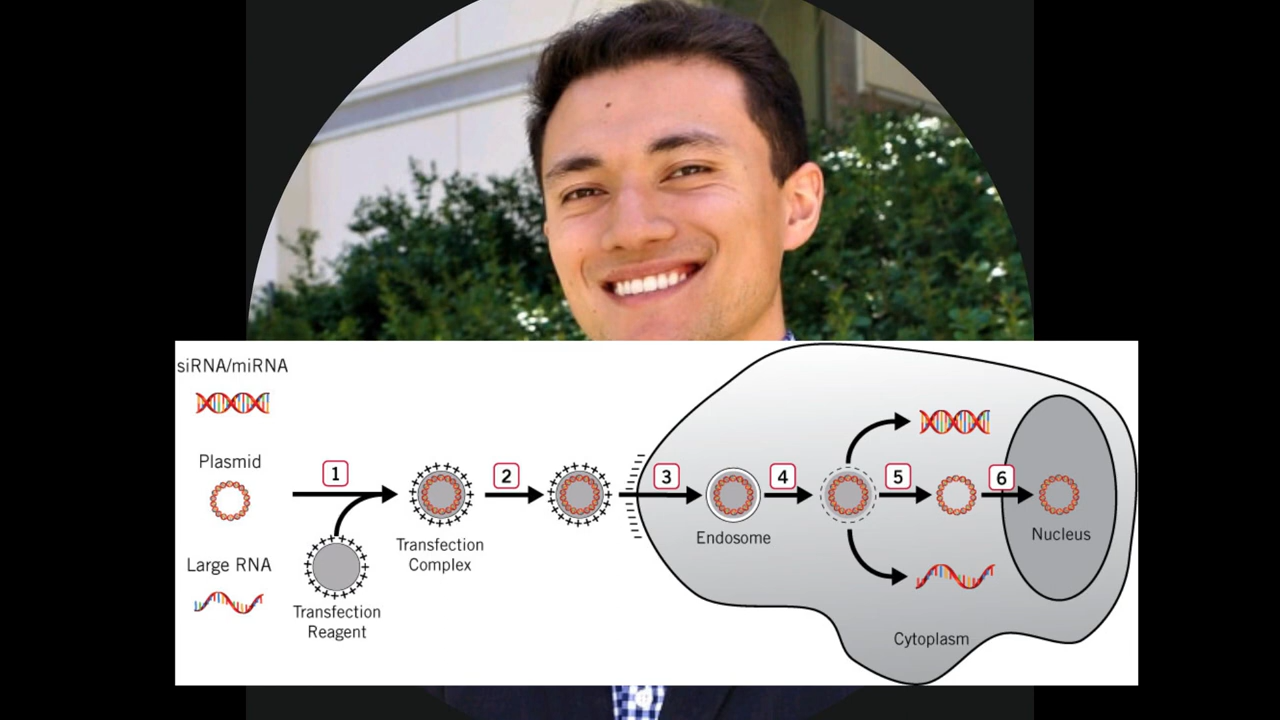 siRNA/miRNA
Plasmid
Large RNA
1
Transfection
Reagent
Transfection
Complex
2
3
Endosome
4
5
6
Nucleus
Cytoplasm